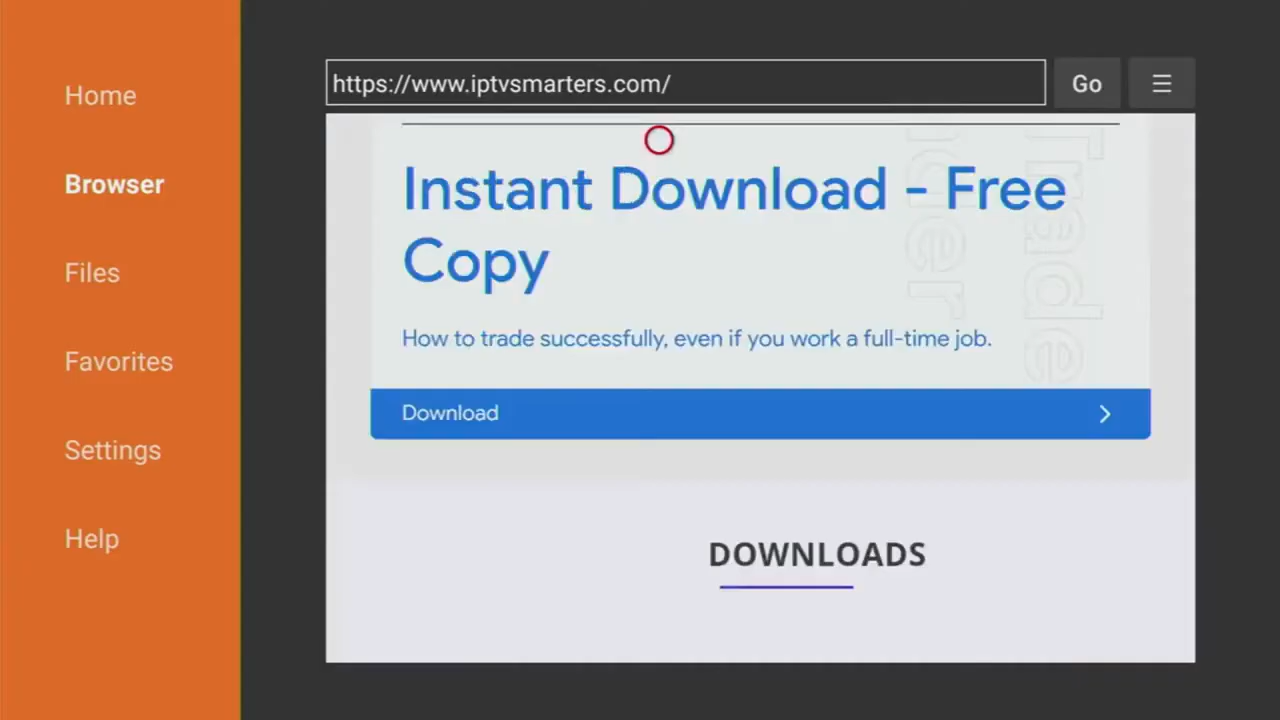 Home
Browser
Files
Favorites
Settings
Help
https://www.iptvsmarters.com/
Go
Instant Download - Free
Copy
How to trade successfully, even if you work a full-time job.
Trade
Download
DOWNLOADS